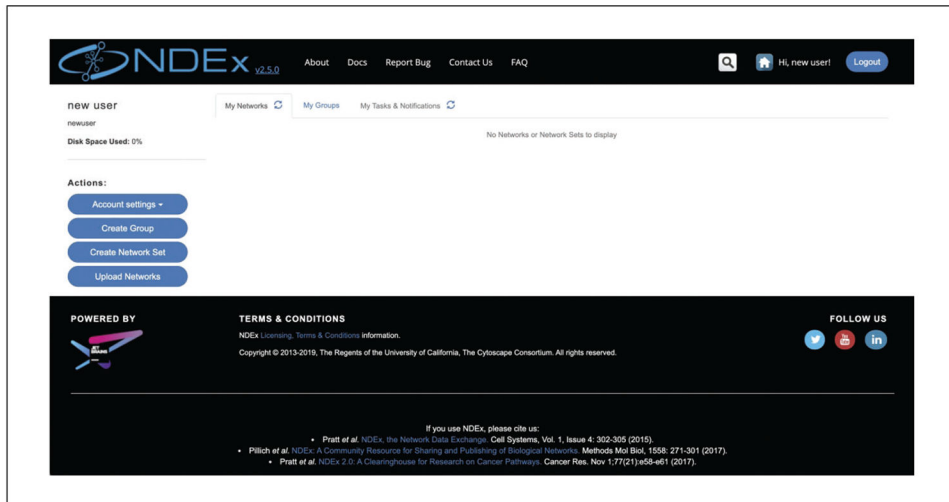 NDEx v2.5.0 About Docs Report Bug Contact Us FAQ Hi, new user! Logout
new user
newuser
Disk Space Used: 0%
Actions:
Account settings
Create Group
Create Network Set
Upload Networks
My Networks My Groups My Tasks & Notifications
No Networks or Network Sets to display
POWERED BY
JET
BRAINS
TERMS & CONDITIONS
NDEx Licensing, Terms & Conditions information.
Copyright © 2013-2019, The Regents of the University of California, The Cytoscape Consortium. All rights reserved.
FOLLOW US
You
Tube
in
If you use NDEx, please cite us:
• Pratt et al. NDEx, the Network Data Exchange. Cell Systems, Vol. 1, Issue 4: 302-305 (2015).
• Pillich et al. NDEx: A Community Resource for Sharing and Publishing of Biological Networks. Methods Mol Biol, 1558: 271-301 (2017).
• Pratt et al. NDEx 2.0: A Clearinghouse for Research on Cancer Pathways. Cancer Res. Nov 1;77(21):e58-e61 (2017).